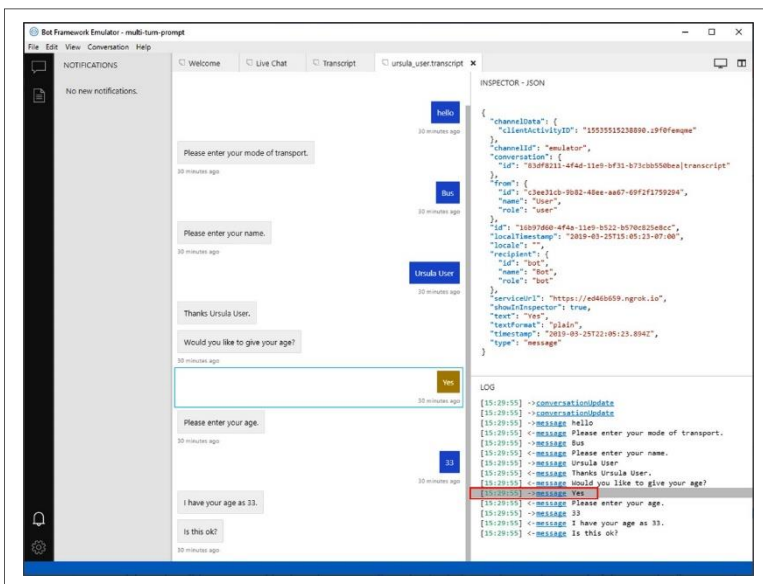 Bot Framework Emulator - multi-turn-prompt
File Edit View Conversation Help
NOTIFICATIONS
No new notifications.
Welcome
Live Chat
Transcript
ursula_user.transcript
hello
30 minutes ago
Please enter your mode of transport.
30 minutes ago
Bus
30 minutes ago
Please enter your name.
30 minutes ago
Ursula User
30 minutes ago
Thanks Ursula User.
Would you like to give your age?
30 minutes ago
Yes
30 minutes ago
Please enter your age.
30 minutes ago
33
30 minutes ago
I have your age as 33.
Is this ok?
30 minutes ago
INSPECTOR - JSON
{
"channelData": {
"clientActivityID": "15535515238890.i9f0femqme"
},
"channelId": "emulator",
"conversation": {
"id": "83df8211-4f4d-11e9-bf31-b73cbb550bea|transcript"
},
"from": {
"id": "c3ee31cb-9b82-48ee-aa67-69f2f1759294",
"name": "User",
"role": "user"
},
"id": "16b97d60-4f4a-11e9-b522-b570c825e8cc",
"localTimestamp": "2019-03-25T15:05:23-07:00",
"locale": "",
"recipient": {
"id": "bot",
"name": "Bot",
"role": "bot"
},
"serviceUrl": "https://ed46b659.ngrok.io",
"showInInspector": true,
"text": "Yes",
"textFormat": "plain",
"timestamp": "2019-03-25T22:05:23.894Z",
"type": "message"
}
LOG
[15:29:55] ->conversationUpdate
[15:29:55] ->conversationUpdate
[15:29:55] ->message hello
[15:29:55] <-message Please enter your mode of transport.
[15:29:55] ->message Bus
[15:29:55] <-message Please enter your name.
[15:29:55] ->message Ursula User
[15:29:55] <-message Thanks Ursula User.
[15:29:55] <-message Would you like to give your age?
[15:29:55] ->message Yes
[15:29:55] <-message Please enter your age.
[15:29:55] ->message 33
[15:29:55] <-message I have your age as 33.
[15:29:55] <-message Is this ok?